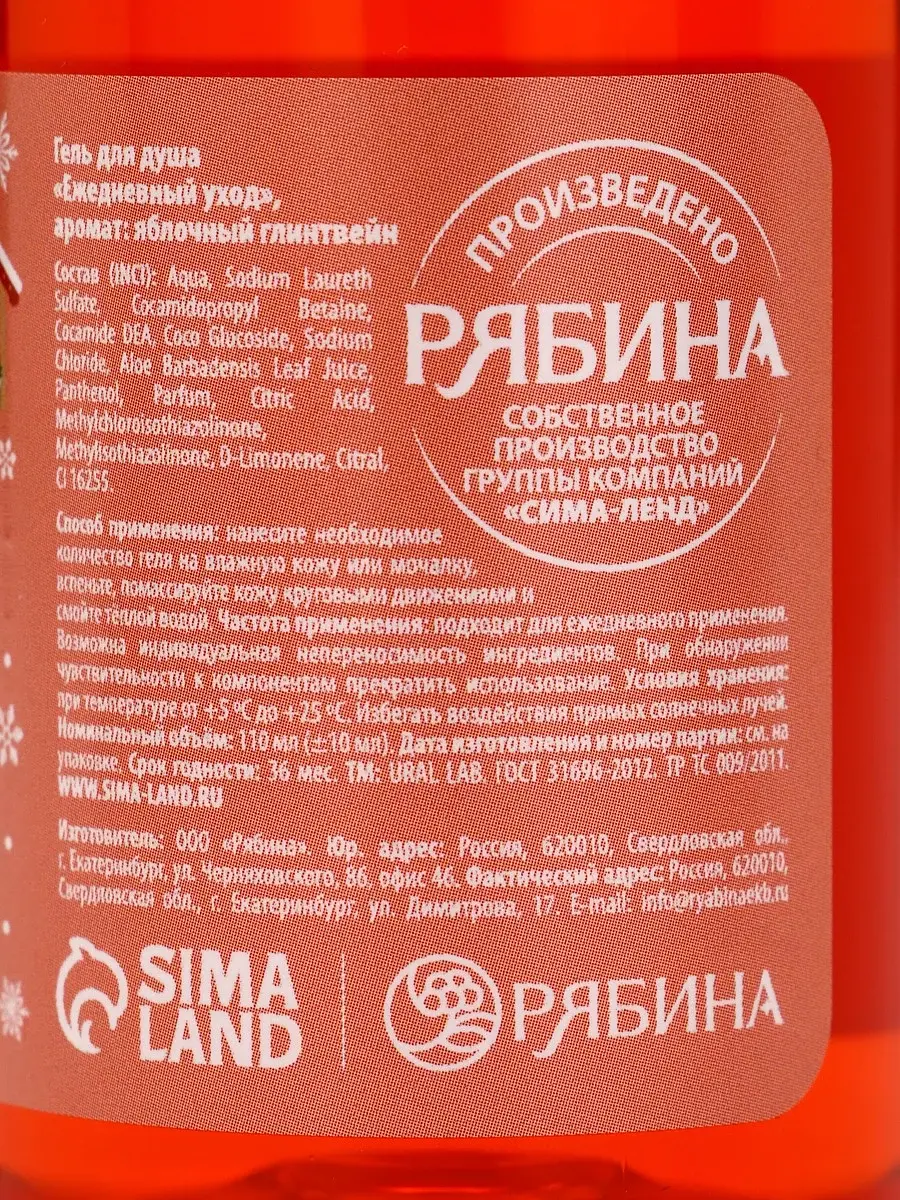 Гель для душа
«Ежедневный уход»,
аромат: яблочный глинтвейн
Состав (INCI): Aqua, Sodium Laureth
Sulfate, Cocamidopropyl Betaine,
Cocamide DEA, Coco Glucoside, Sodium
Chloride, Aloe Barbadensis Leaf Juice,
Panthenol, Parfum, Citric Acid,
Methylchloroisothiazolinone,
Methylisothiazolinone, D-Limonene, Citral,
CI 16255.
ПРОИЗВЕДЕНО
РЯБИНА
СОБСТВЕННОЕ
ПРОИЗВОДСТВО
ГРУППЫ КОМПАНИЙ
«СИМА-ЛЕНД»
Способ применения: нанесите необходимое
количество геля на влажную кожу или мочалку,
вспеньте, помассируйте кожу круговыми движениями и
смойте тёплой водой. Частота применения: подходит для ежедневного применения.
Возможна индивидуальная непереносимость ингредиентов. При обнаружении
чувствительности к компонентам прекратить использование. Условия хранения:
при температуре от +5 °C до +25 °C. Избегать воздействия прямых солнечных лучей.
Номинальный объём: 110 мл (±10 мл). Дата изготовления и номер партии: см. на
упаковке. Срок годности: 36 мес. TM: URAL LAB. ГОСТ 31696-2012. ТР ТС 009/2011.
WWW.SIMA-LAND.RU
Изготовитель: ООО «Рябина». Юр. адрес: Россия, 620010, Свердловская обл.,
г. Екатеринбург, ул. Черняховского, 86, офис 46. Фактический адрес: Россия, 620010,
Свердловская обл., г. Екатеринбург, ул. Димитрова, 17. E-mail: info@ryabinaekb.ru
SIMA
LAND
РЯБИНА